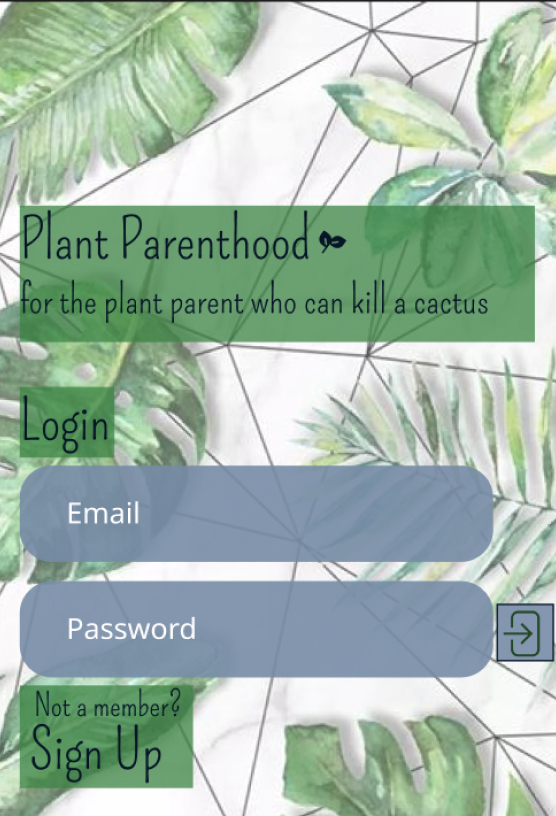 Plant Parenthood
for the plant parent who can kill a cactus
Login
Email
Password
Not a member?
Sign Up